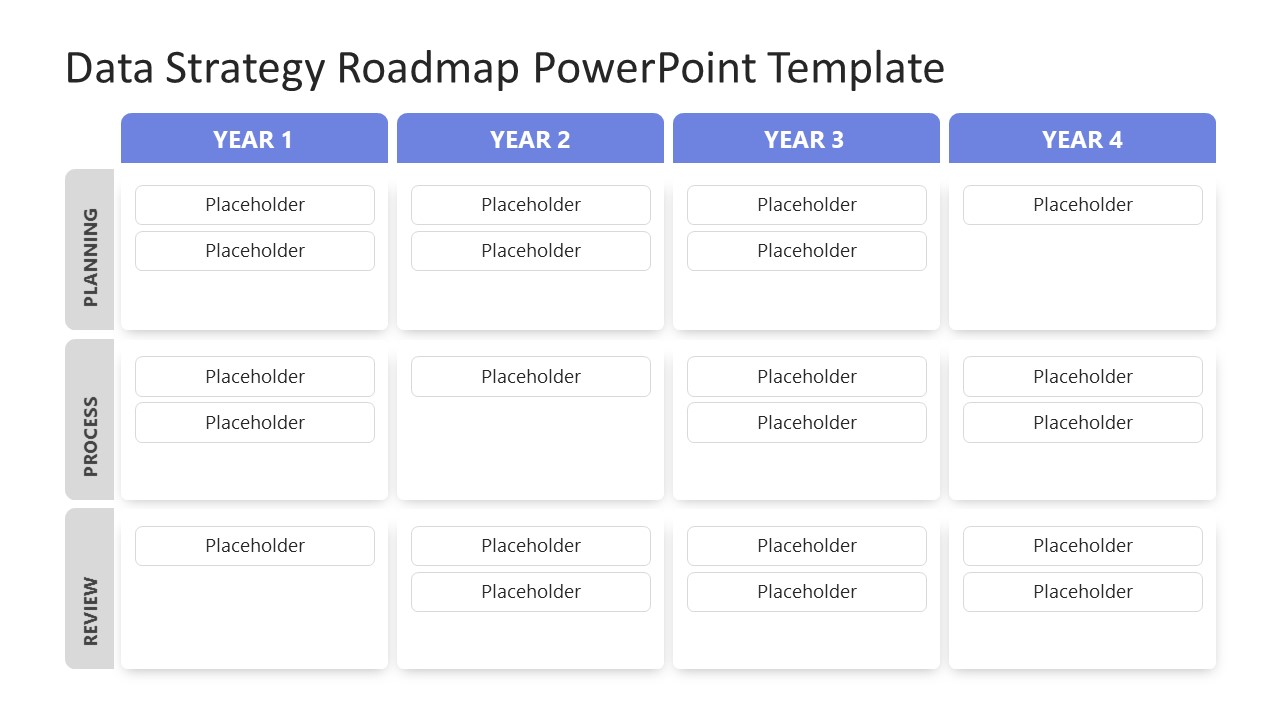 Data Strategy Roadmap PowerPoint Template
YEAR 1 YEAR 2 YEAR 3 YEAR 4
PLANNING
Placeholder Placeholder Placeholder Placeholder
Placeholder Placeholder Placeholder
PROCESS
Placeholder Placeholder Placeholder Placeholder
Placeholder Placeholder Placeholder
REVIEW
Placeholder Placeholder Placeholder Placeholder
Placeholder Placeholder Placeholder